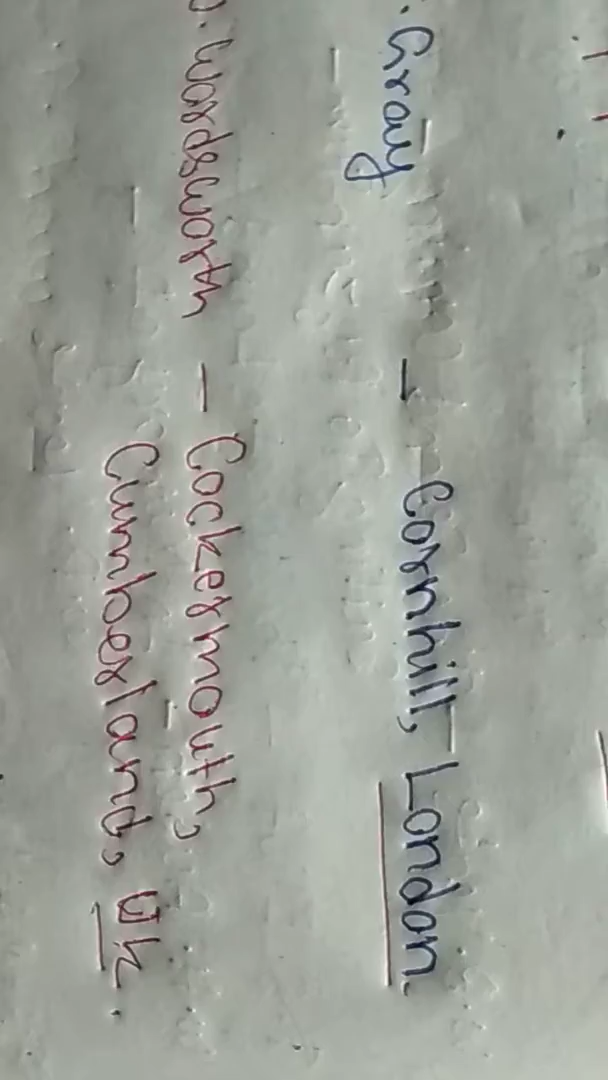 . Gray - Cornhill, London.
. Wordsworth - Cockermouth,
Cumberland, UK.